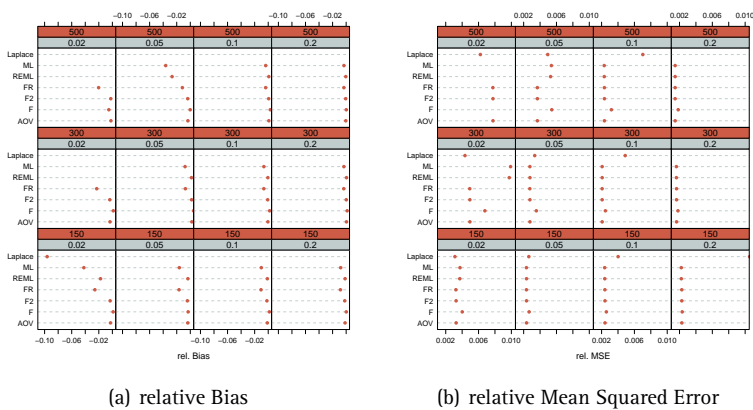 −0.10 −0.06 −0.02 −0.10 −0.06 −0.02
500 500 500 500
0.02 0.05 0.1 0.2
Laplace
ML
REML
FR
F2
F
AOV
300 300 300 300
0.02 0.05 0.1 0.2
Laplace
ML
REML
FR
F2
F
AOV
150 150 150 150
0.02 0.05 0.1 0.2
Laplace
ML
REML
FR
F2
F
AOV
−0.10 −0.06 −0.02 −0.10 −0.06 −0.02
rel. Bias
(a) relative Bias
0.002 0.006 0.010 0.002 0.006 0.010
500 500 500 500
0.02 0.05 0.1 0.2
Laplace
ML
REML
FR
F2
F
AOV
300 300 300 300
0.02 0.05 0.1 0.2
Laplace
ML
REML
FR
F2
F
AOV
150 150 150 150
0.02 0.05 0.1 0.2
Laplace
ML
REML
FR
F2
F
AOV
0.002 0.006 0.010 0.002 0.006 0.010
rel. MSE
(b) relative Mean Squared Error